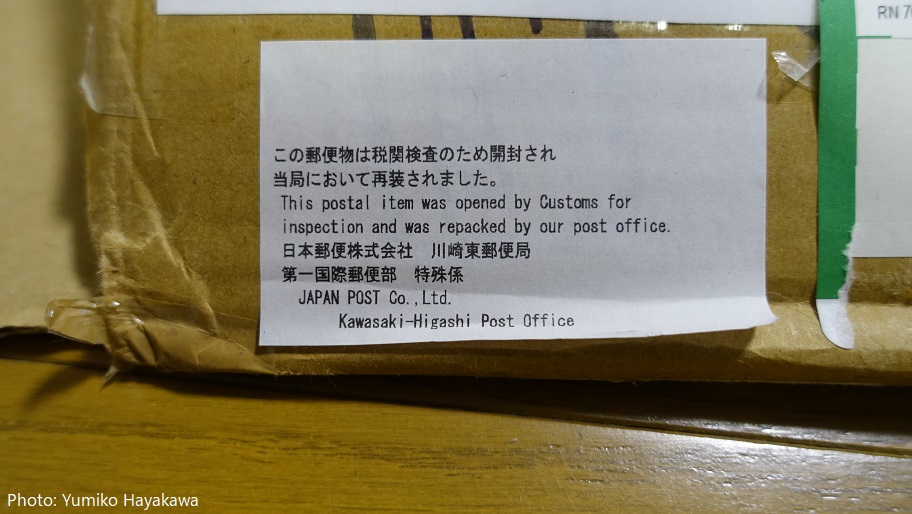 RN 70
この郵便物は税関検査のため開封され
当局において再装されました。
This postal item was opened by Customs for
inspection and was repacked by our post office.
日本郵便株式会社　川崎東郵便局
第一国際郵便部　特殊係
JAPAN POST Co.,Ltd.
Kawasaki-Higashi Post Office
Photo: Yumiko Hayakawa